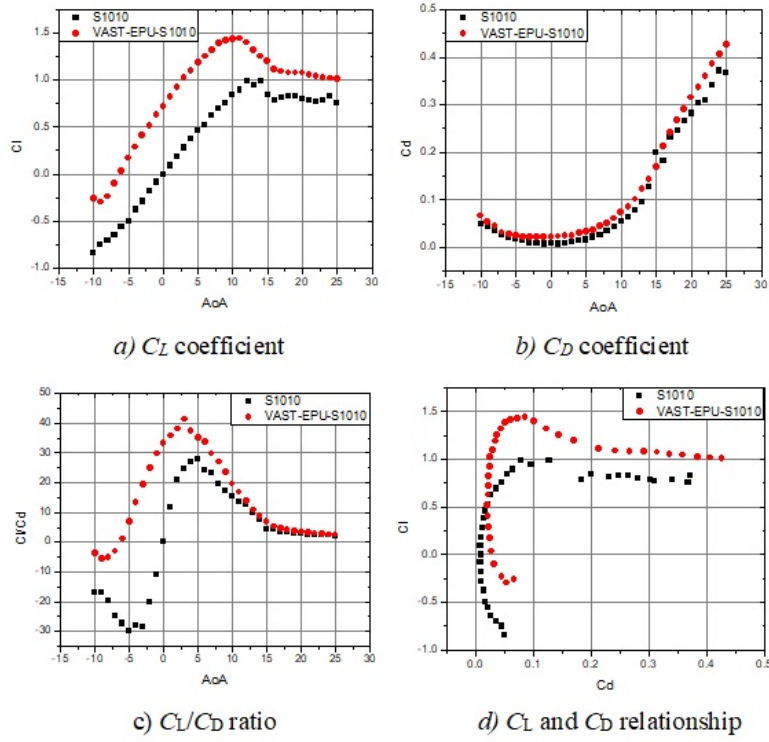 S1010
VAST-EPU-S1010
1.5
1.0
0.5
0.0
-0.5
-1.0
Cl
-15 -10 -5 0 5 10 15 20 25 30
AoA
a) CL coefficient
S1010
VAST-EPU-S1010
0.5
0.4
0.3
0.2
0.1
0.0
Cd
-15 -10 -5 0 5 10 15 20 25 30
AoA
b) CD coefficient
S1010
VAST-EPU-S1010
50
40
30
20
10
0
-10
-20
-30
Cl/Cd
-15 -10 -5 0 5 10 15 20 25 30
AoA
c) CL/CD ratio
S1010
VAST-EPU-S1010
1.5
1.0
0.5
0.0
-0.5
-1.0
Cl
0.0 0.1 0.2 0.3 0.4 0.5
Cd
d) CL and CD relationship